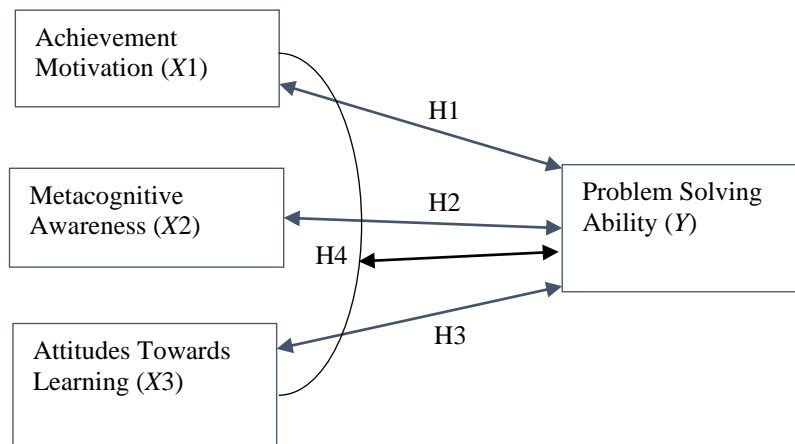 Achievement
Motivation (X1)
H1
Metacognitive
Awareness (X2)
H2
Problem Solving
Ability (Y)
H4
H3
Attitudes Towards
Learning (X3)